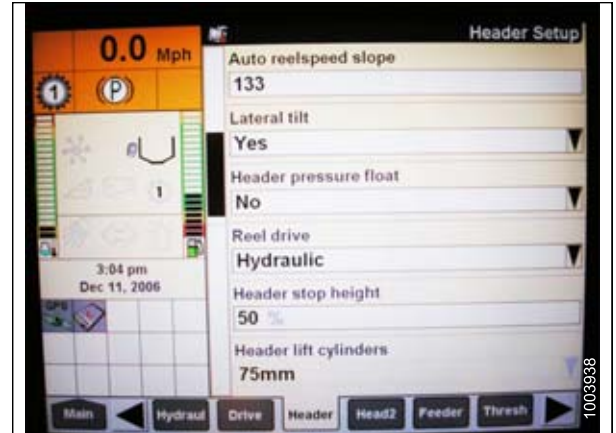 Header Setup
0.0 Mph
1
(P)
1
3:04 pm
Dec 11, 2006
GPS
Auto reelspeed slope
133
Lateral tilt
Yes
Header pressure float
No
Reel drive
Hydraulic
Header stop height
50 %
Header lift cylinders
75mm
Main
Hydraul
Drive
Header
Head2
Feeder
Thresh
1003938